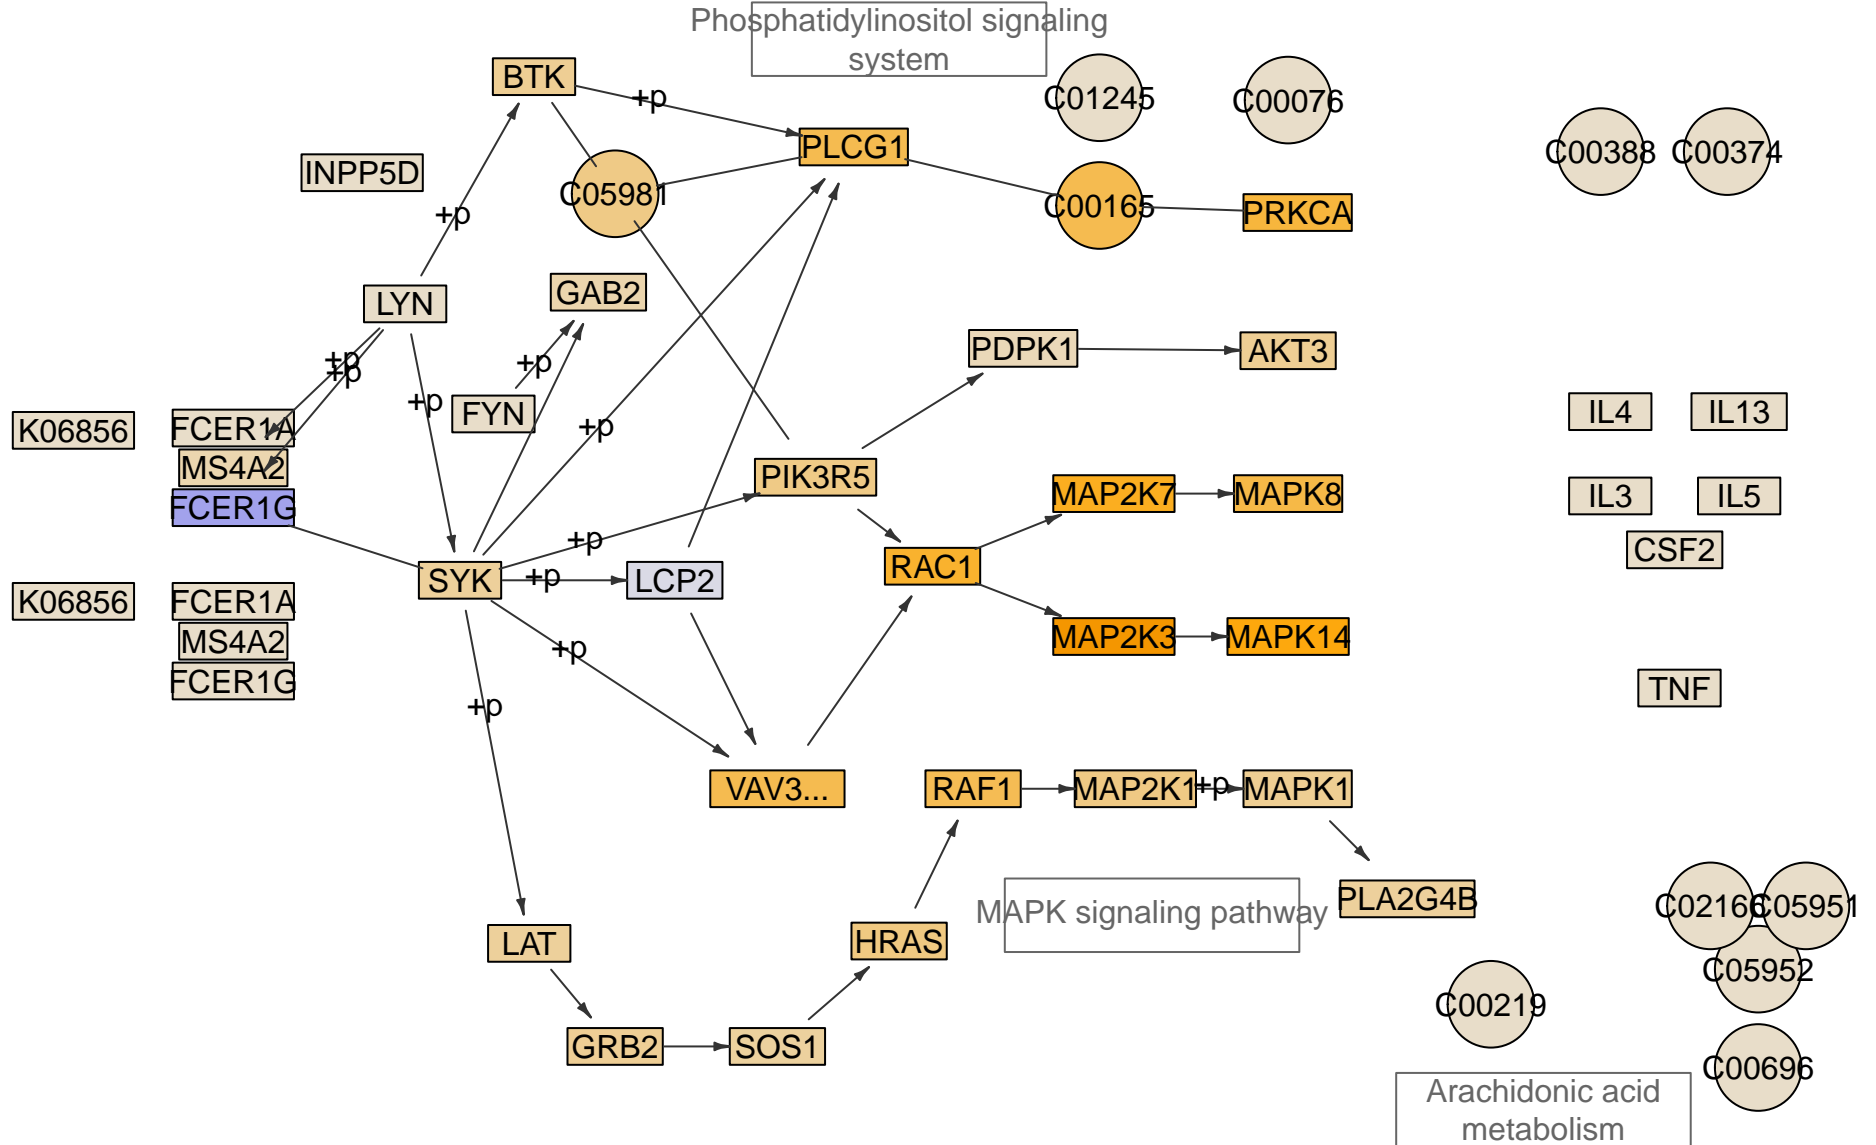 Phosphatidylinositol signaling
system
BTK
+p
C01245
C00076
PLCG1
C00388
C00374
INPP5D
C05981
C00165
PRKCA
+p
LYN
GAB2
+p
+p
+p
PDPK1
AKT3
+p
FYN
+p
K06856
FCER1A
IL4
IL13
MS4A2
PIK3R5
MAP2K7
MAPK8
IL3
IL5
FCER1G
+p
CSF2
SYK
+p
LCP2
RAC1
K06856
FCER1A
MS4A2
+p
MAP2K3
MAPK14
FCER1G
TNF
+p
VAV3...
RAF1
MAP2K1
+p
MAPK1
MAPK signaling pathway
PLA2G4B
C02166
C05951
LAT
HRAS
C05952
C00219
GRB2
SOS1
C00696
Arachidonic acid
metabolism